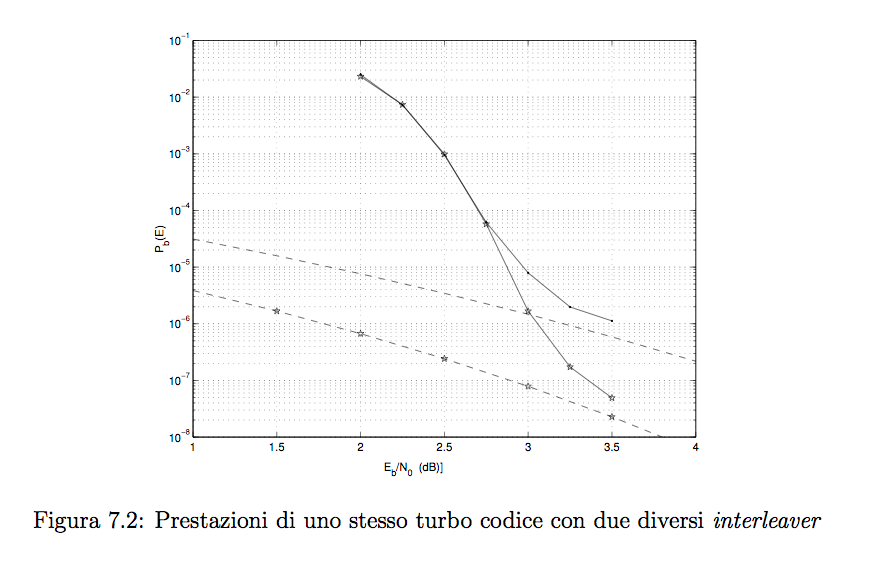 10^-1
10^-2
10^-3
10^-4
10^-5
10^-6
10^-7
10^-8
P_b(E)
1 1.5 2 2.5 3 3.5 4
E_b/N_0 (dB)]
Figura 7.2: Prestazioni di uno stesso turbo codice con due diversi interleaver